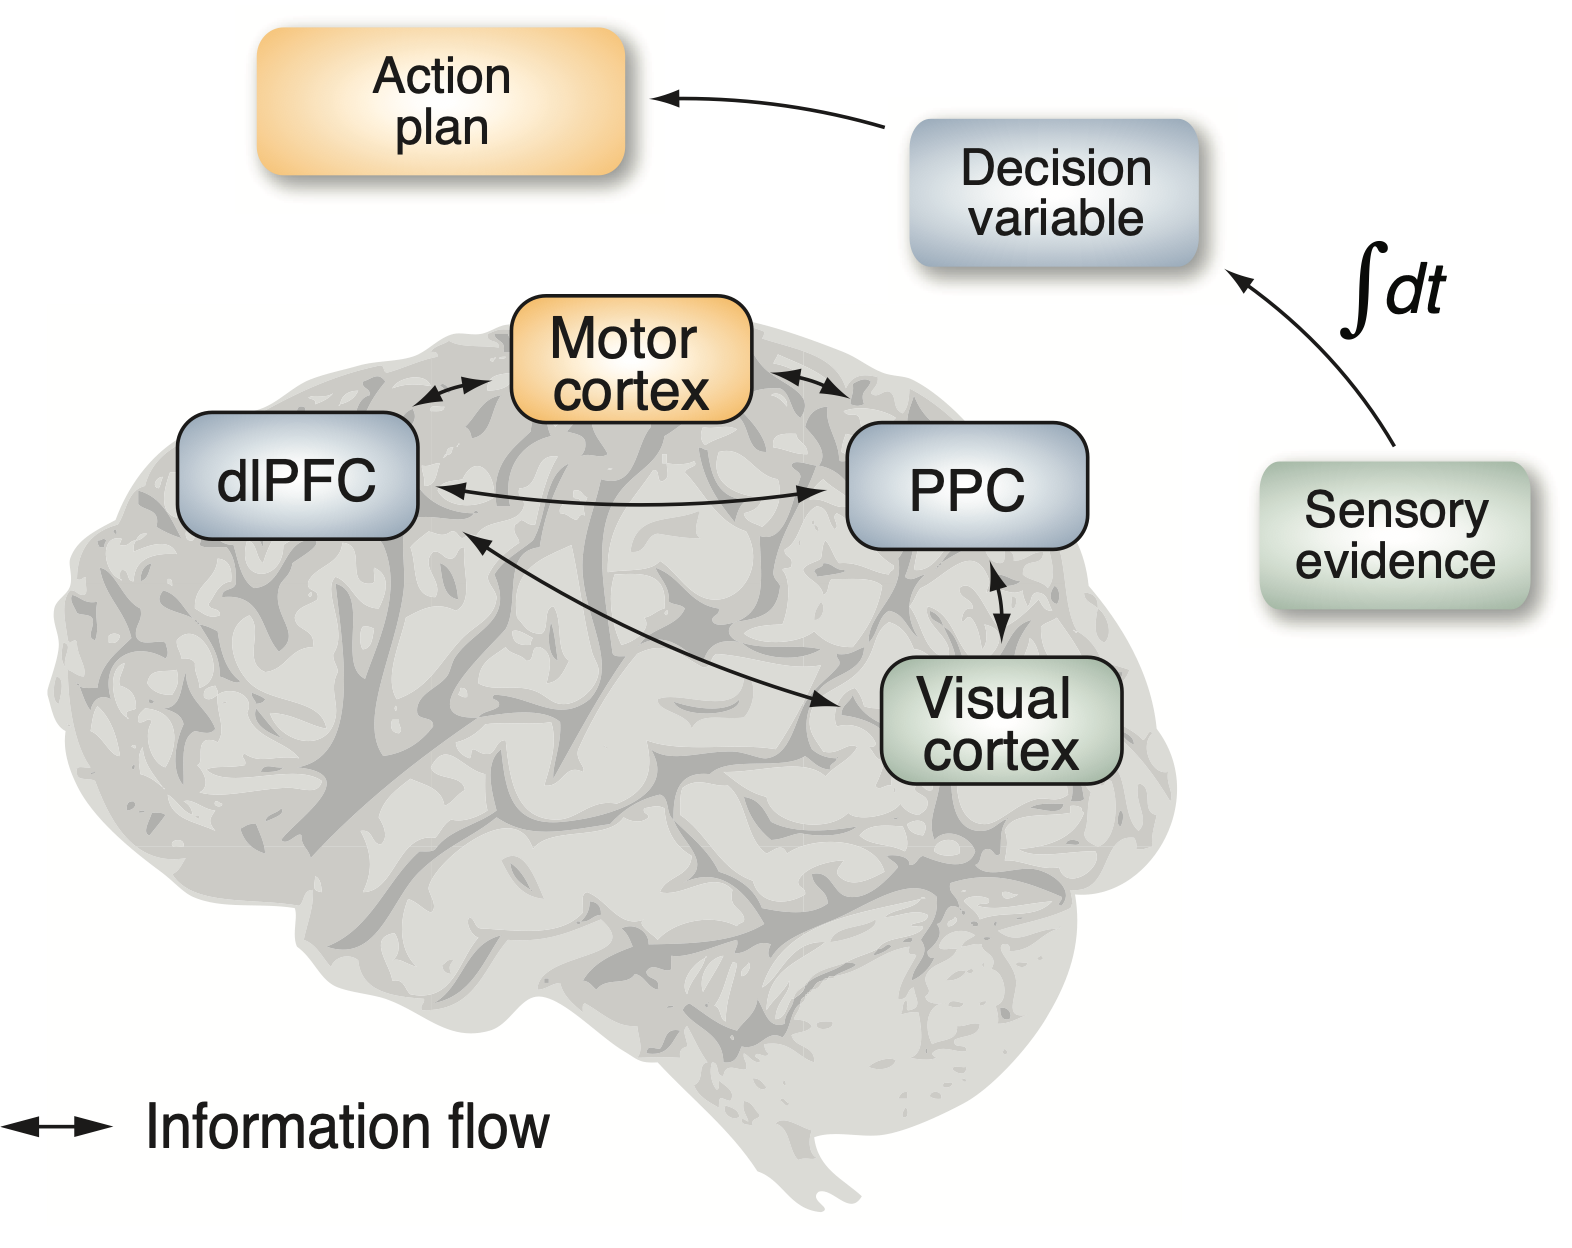 Action
plan
Decision
variable
∫dt
Motor
cortex
dlPFC
PPC
Sensory
evidence
Visual
cortex
Information flow